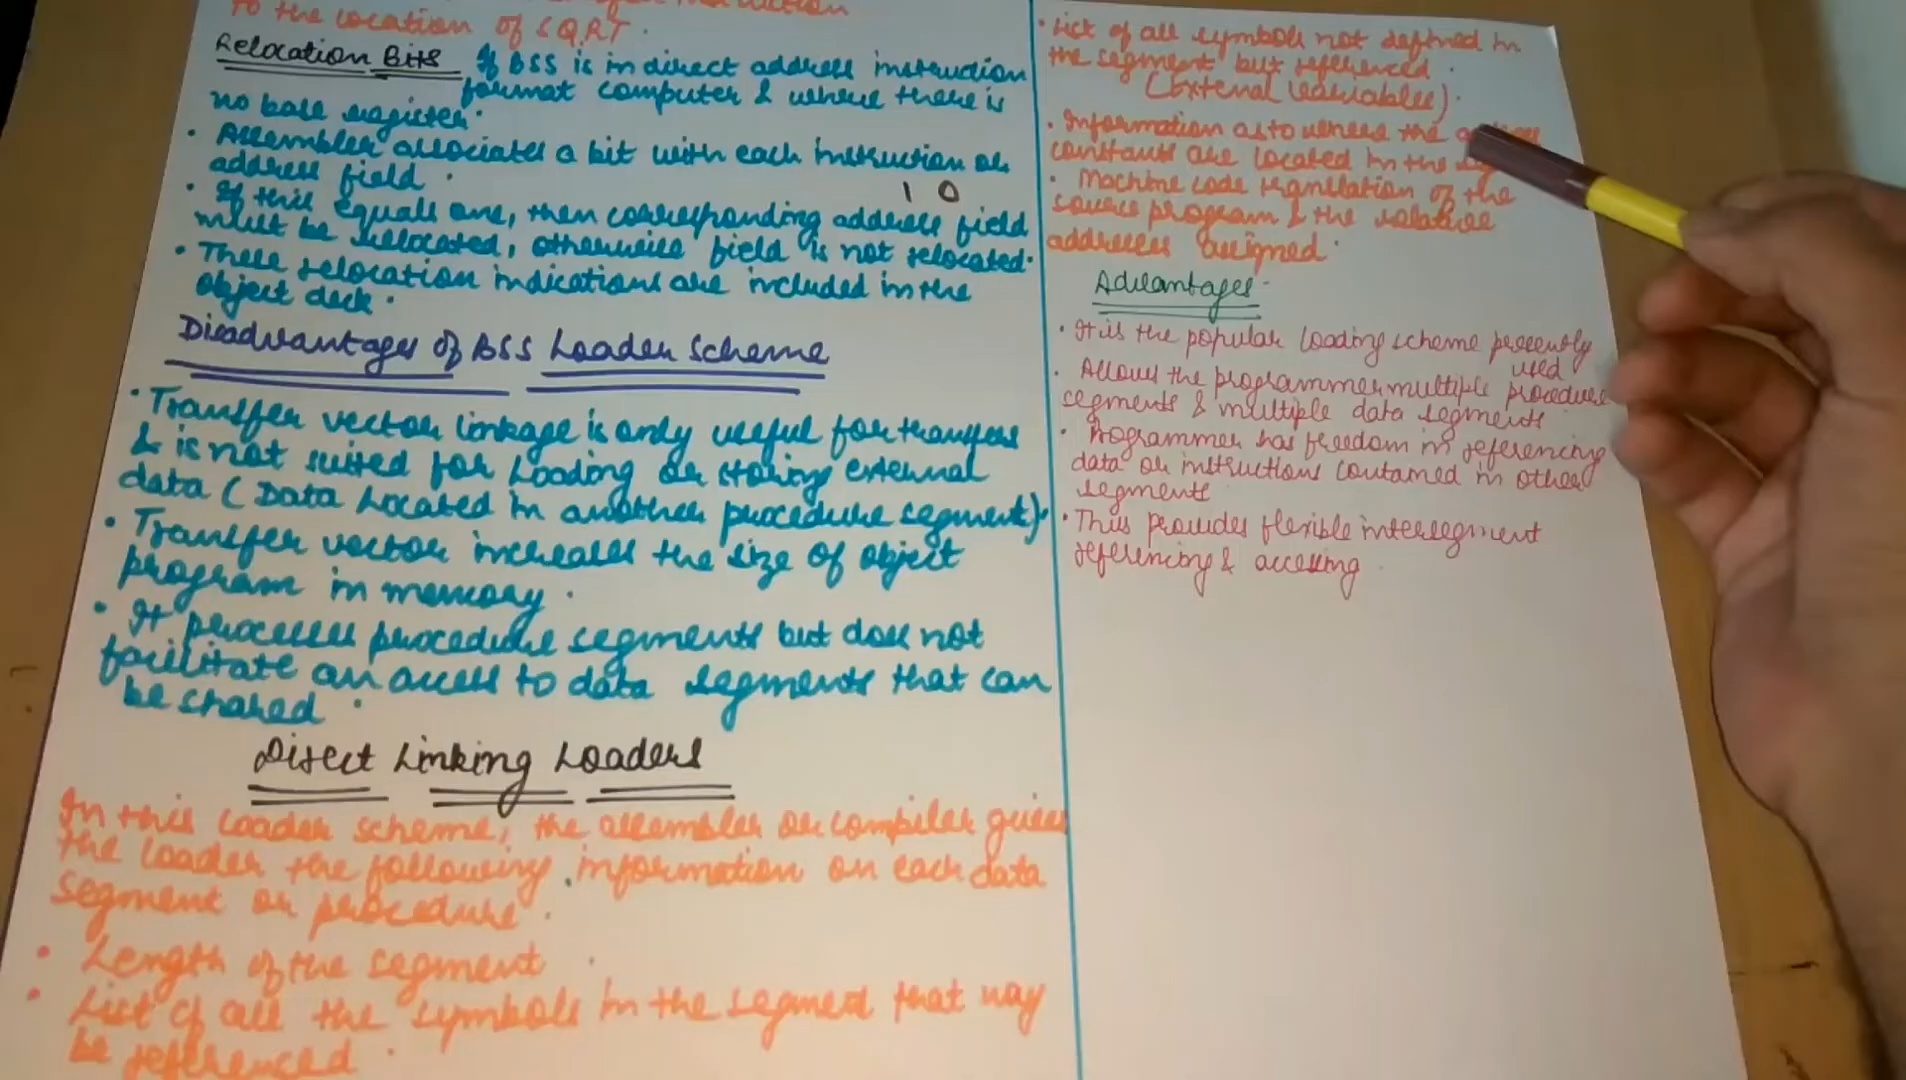 to the location of SQRT.
Relocation Bits If BSS is in direct address instruction
format computer & where there is
no base register.
• Assembler associates a bit with each instruction or
address field.
1 0
• If this equals one, then corresponding address field
must be relocated, otherwise field is not relocated.
• These relocation indications are included in the
object deck.
Disadvantages of BSS Loader Scheme
• Transfer vector linkage is only useful for transfers
& is not suited for loading or storing external
data (Data located in another procedure segment).
• Transfer vector increases the size of object
program in memory.
• It processes procedure segments but does not
facilitate an access to data segments that can
be shared.
Direct Linking Loaders
In this loader scheme, the assembler or compiler gives
the loader the following information on each data
segment or procedure.
• Length of the segment
• List of all the symbols in the segment that may
be referenced.
• List of all symbols not defined in
the segment but referenced.
(External variables).
• Information as to where the
constants are located in the
• Machine code translation of the
source program & the relative
addresses assigned.
Advantages
• It is the popular loading scheme presently
used
• Allows the programmer multiple procedure
segments & multiple data segments
• Programmer has freedom in referencing
data or instructions contained in other
segments
• This provides flexible intersegment
referencing & accessing